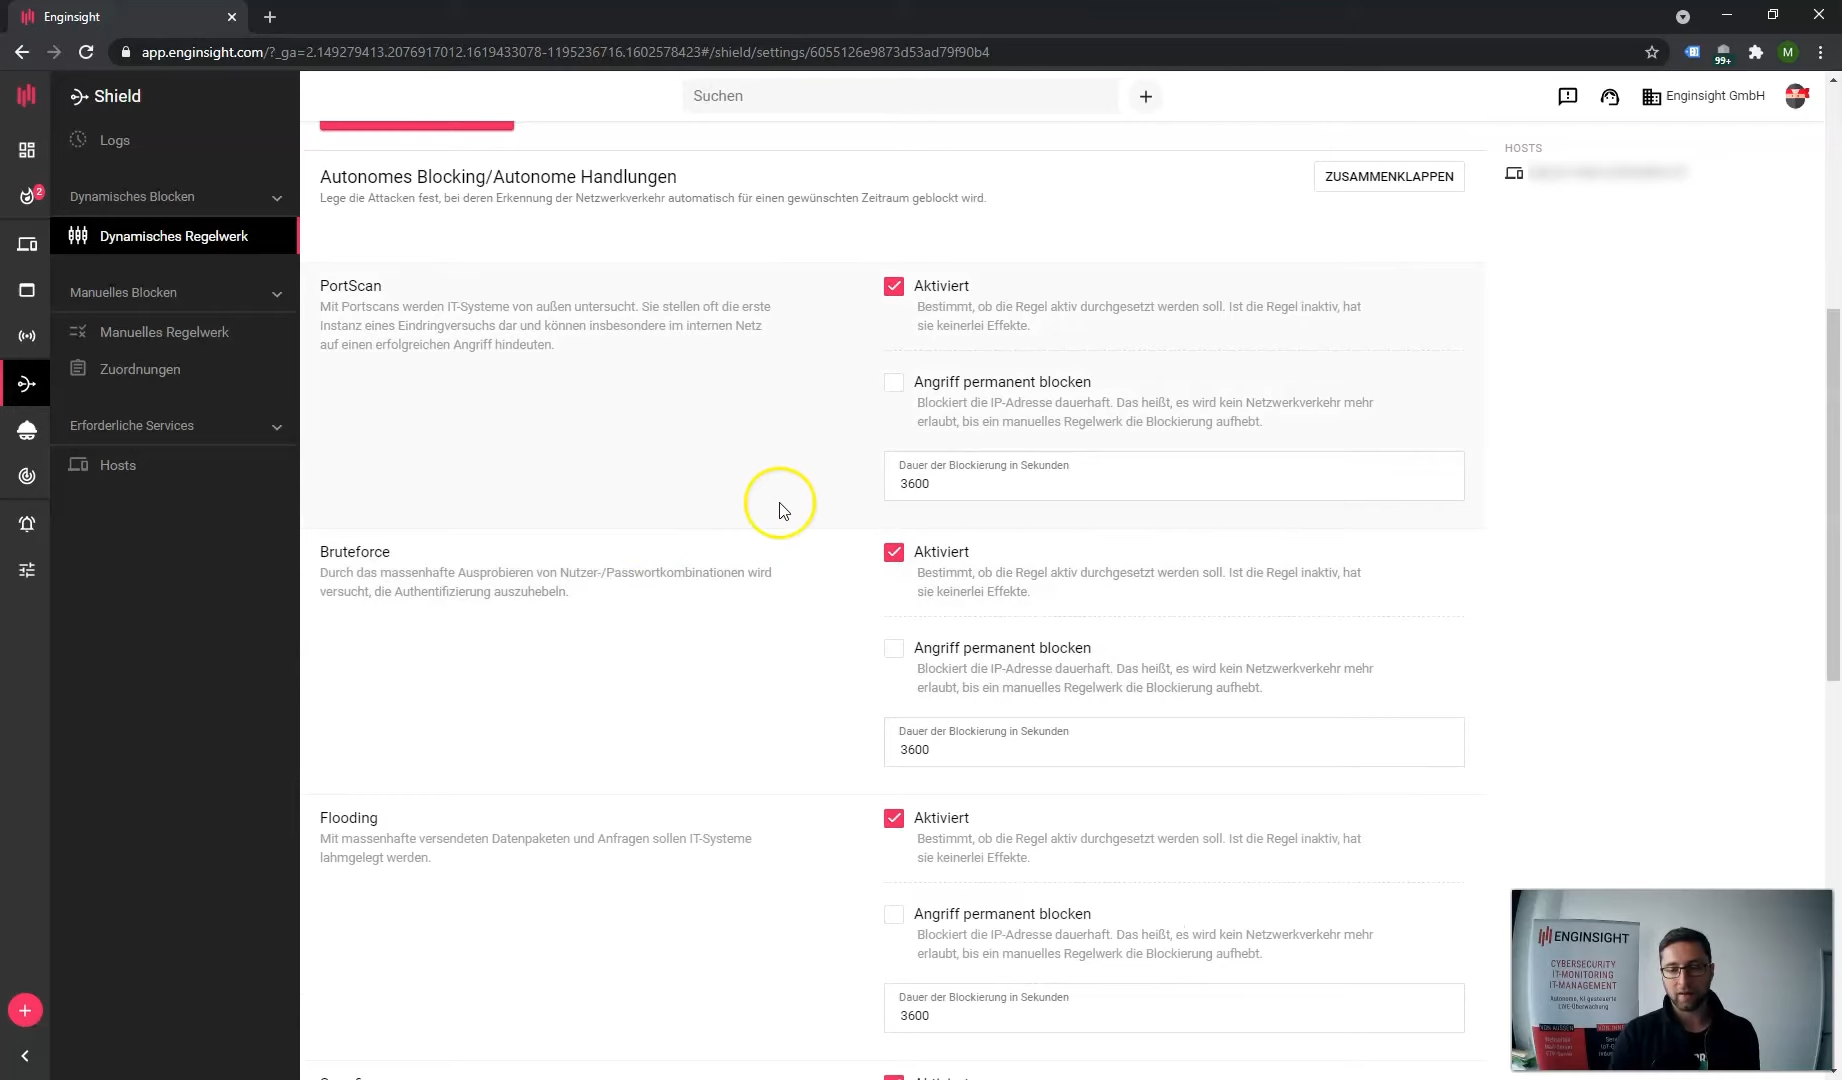 Enginsight
app.enginsight.com/?_ga=2.149279413.2076917012.1619433078-1195236716.1602578423#/shield/settings/6055126e9873d53ad79f90b4
99+
M
Shield
Suchen
Enginsight GmbH
Logs
HOSTS
Autonomes Blocking/Autonome Handlungen
ZUSAMMENKLAPPEN
Lege die Attacken fest, bei deren Erkennung der Netzwerkverkehr automatisch für einen gewünschten Zeitraum geblockt wird.
2
Dynamisches Blocken
Dynamisches Regelwerk
Manuelles Blocken
Manuelles Regelwerk
Zuordnungen
Erforderliche Services
Hosts
PortScan
Mit Portscans werden IT-Systeme von außen untersucht. Sie stellen oft die erste
Instanz eines Eindringversuchs dar und können insbesondere im internen Netz
auf einen erfolgreichen Angriff hindeuten.
Aktiviert
Bestimmt, ob die Regel aktiv durchgesetzt werden soll. Ist die Regel inaktiv, hat
sie keinerlei Effekte.
Angriff permanent blocken
Blockiert die IP-Adresse dauerhaft. Das heißt, es wird kein Netzwerkverkehr mehr
erlaubt, bis ein manuelles Regelwerk die Blockierung aufhebt.
Dauer der Blockierung in Sekunden
3600
Bruteforce
Durch das massenhafte Ausprobieren von Nutzer-/Passwortkombinationen wird
versucht, die Authentifizierung auszuhebeln.
Aktiviert
Bestimmt, ob die Regel aktiv durchgesetzt werden soll. Ist die Regel inaktiv, hat
sie keinerlei Effekte.
Angriff permanent blocken
Blockiert die IP-Adresse dauerhaft. Das heißt, es wird kein Netzwerkverkehr mehr
erlaubt, bis ein manuelles Regelwerk die Blockierung aufhebt.
Dauer der Blockierung in Sekunden
3600
Flooding
Mit massenhafte versendeten Datenpaketen und Anfragen sollen IT-Systeme
lahmgelegt werden.
Aktiviert
Bestimmt, ob die Regel aktiv durchgesetzt werden soll. Ist die Regel inaktiv, hat
sie keinerlei Effekte.
Angriff permanent blocken
Blockiert die IP-Adresse dauerhaft. Das heißt, es wird kein Netzwerkverkehr mehr
erlaubt, bis ein manuelles Regelwerk die Blockierung aufhebt.
Dauer der Blockierung in Sekunden
3600
ENGINSIGHT
CYBERSECURITY
IT-MONITORING
IT-MANAGEMENT
Autonome, KI gesteuerte
LIVE-Überwachung
VON AUSSEN